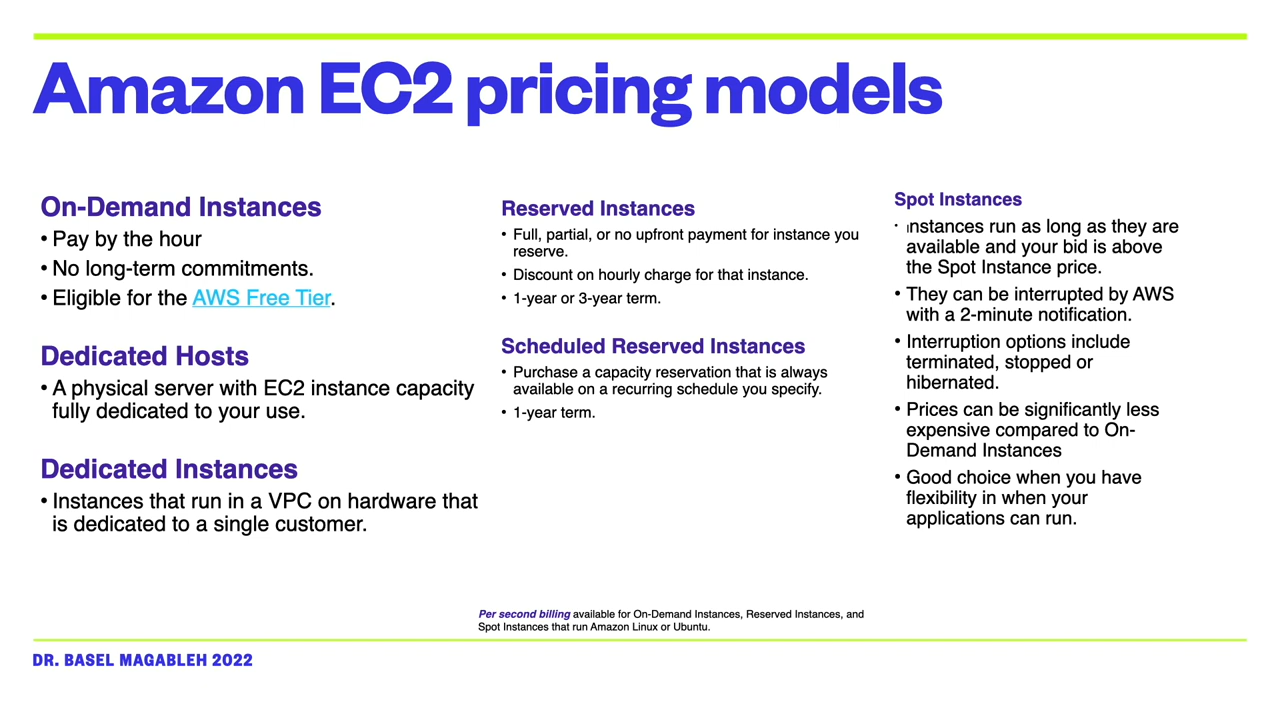 Amazon EC2 pricing models
On-Demand Instances
• Pay by the hour
• No long-term commitments.
• Eligible for the AWS Free Tier.
Dedicated Hosts
• A physical server with EC2 instance capacity
fully dedicated to your use.
Dedicated Instances
• Instances that run in a VPC on hardware that
is dedicated to a single customer.
Reserved Instances
• Full, partial, or no upfront payment for instance you
reserve.
• Discount on hourly charge for that instance.
• 1-year or 3-year term.
Scheduled Reserved Instances
• Purchase a capacity reservation that is always
available on a recurring schedule you specify.
• 1-year term.
Spot Instances
• Instances run as long as they are
available and your bid is above
the Spot Instance price.
• They can be interrupted by AWS
with a 2-minute notification.
• Interruption options include
terminated, stopped or
hibernated.
• Prices can be significantly less
expensive compared to On-
Demand Instances
• Good choice when you have
flexibility in when your
applications can run.
Per second billing available for On-Demand Instances, Reserved Instances, and
Spot Instances that run Amazon Linux or Ubuntu.
DR. BASEL MAGABLEH 2022